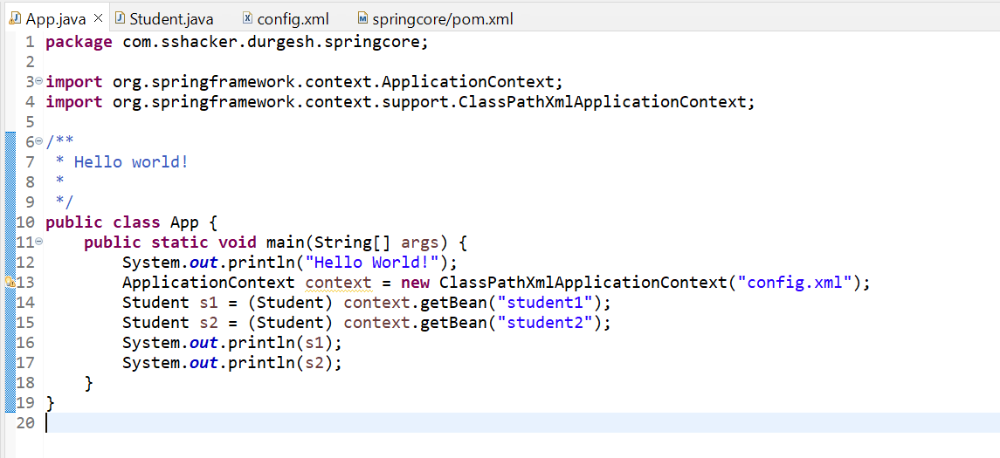 App.java × Student.java config.xml springcore/pom.xml
1 package com.sshacker.durgesh.springcore;
2
3 import org.springframework.context.ApplicationContext;
4 import org.springframework.context.support.ClassPathXmlApplicationContext;
5
6 /**
7  * Hello world!
8  *
9  */
10 public class App {
11     public static void main(String[] args) {
12         System.out.println("Hello World!");
13         ApplicationContext context = new ClassPathXmlApplicationContext("config.xml");
14         Student s1 = (Student) context.getBean("student1");
15         Student s2 = (Student) context.getBean("student2");
16         System.out.println(s1);
17         System.out.println(s2);
18     }
19 }
20